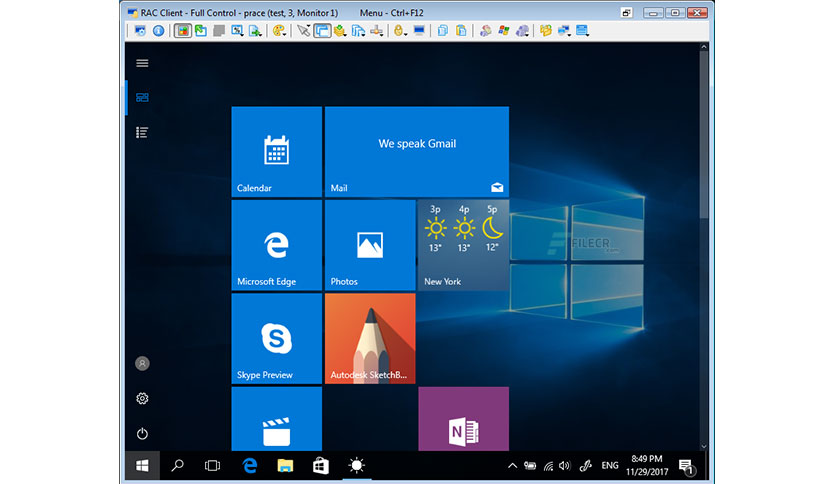 RAC Client - Full Control - prace (test, 3, Monitor 1) Menu - Ctrl+F12
We speak Gmail
Calendar
Mail
3p 4p 5p
13° 13° 12°
FILECR
Microsoft Edge
Photos
New York
S
Skype Preview
Autodesk SketchB...
N
ENG
8:49 PM
11/29/2017
1